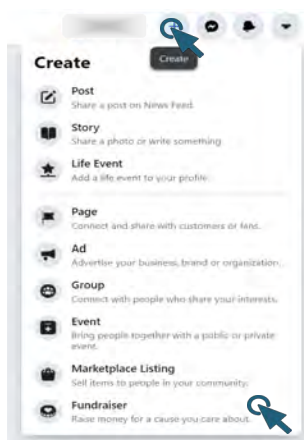 Create
Create
Post
Share a post on News Feed.
Story
Share a photo or write something
Life Event
Add a life event to your profile.
Page
Connect and share with customers or fans.
Ad
Advertise your business, brand or organization.
Group
Connect with people who share your interests.
Event
Bring people together with a public or private
event.
Marketplace Listing
Sell items to people in your community.
Fundraiser
Raise money for a cause you care about.